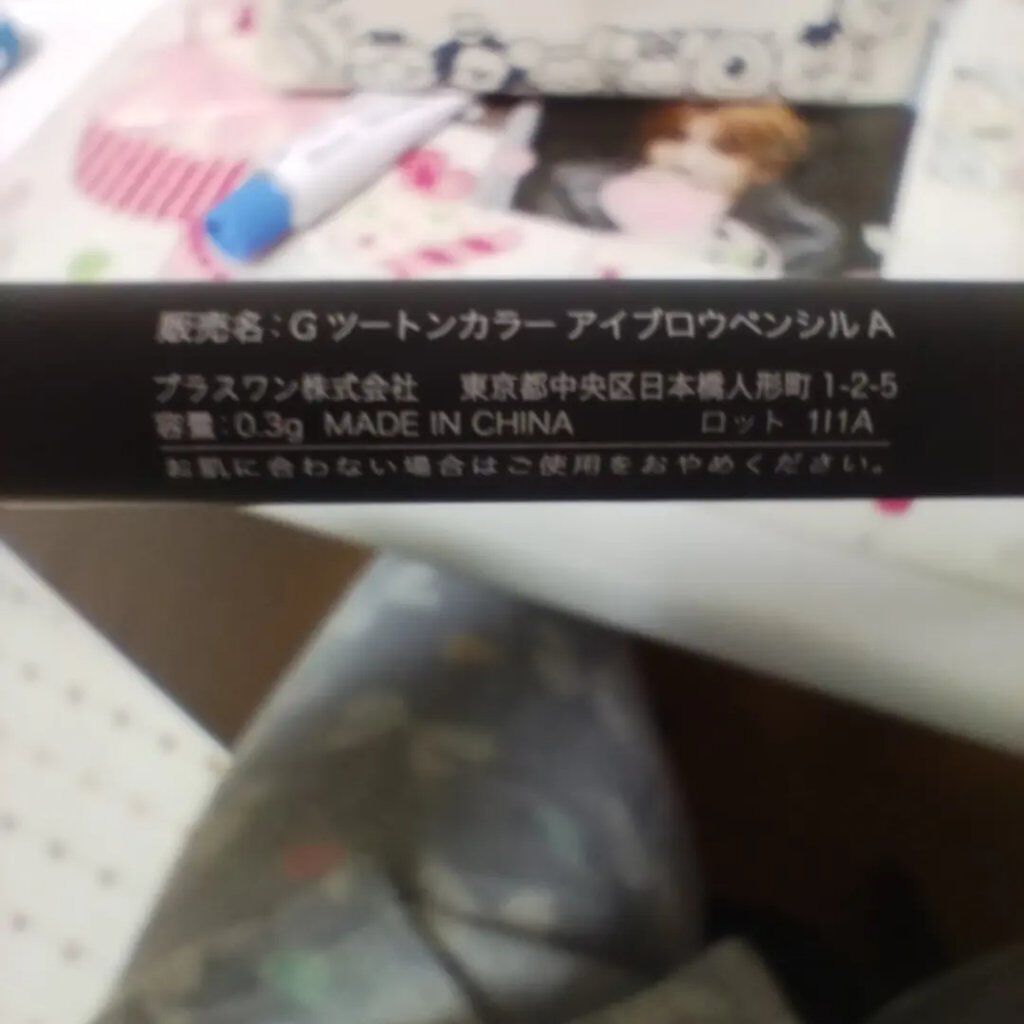 販売名：G ツートンカラー アイブロウペンシル A
プラスワン株式会社 東京都中央区日本橋人形町 1-2-5
容量：0.3g MADE IN CHINA ロット 1I1A
お肌に合わない場合はご使用をおやめください。